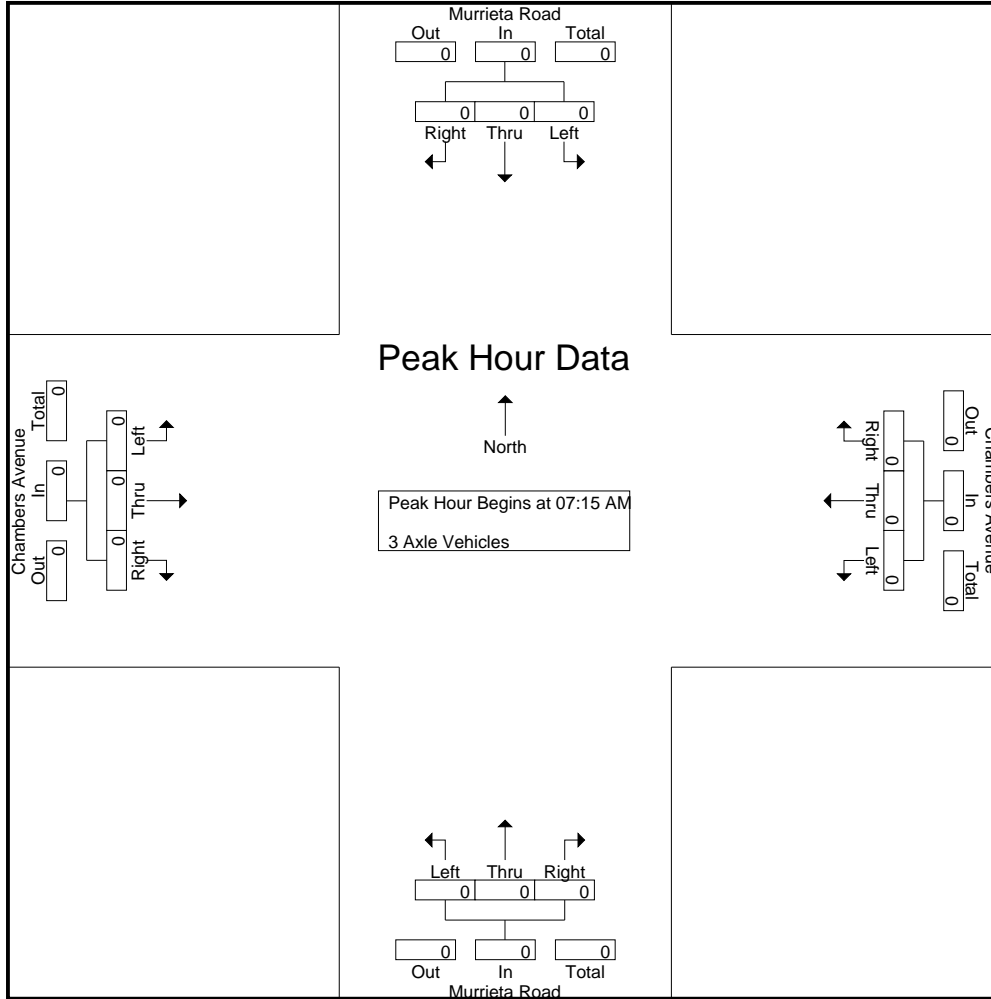 Murrieta Road
Out In Total
0 0 0
0 0 0
Right Thru Left
Peak Hour Data
North
Peak Hour Begins at 07:15 AM
3 Axle Vehicles
Chambers Avenue
Out In Total
0 0 0
0 0 0
Right Thru Left
Chambers Avenue
Out In Total
0 0 0
0 0 0
Right Thru Left
Left Thru Right
0 0 0
0 0 0
Out In Total
Murrieta Road